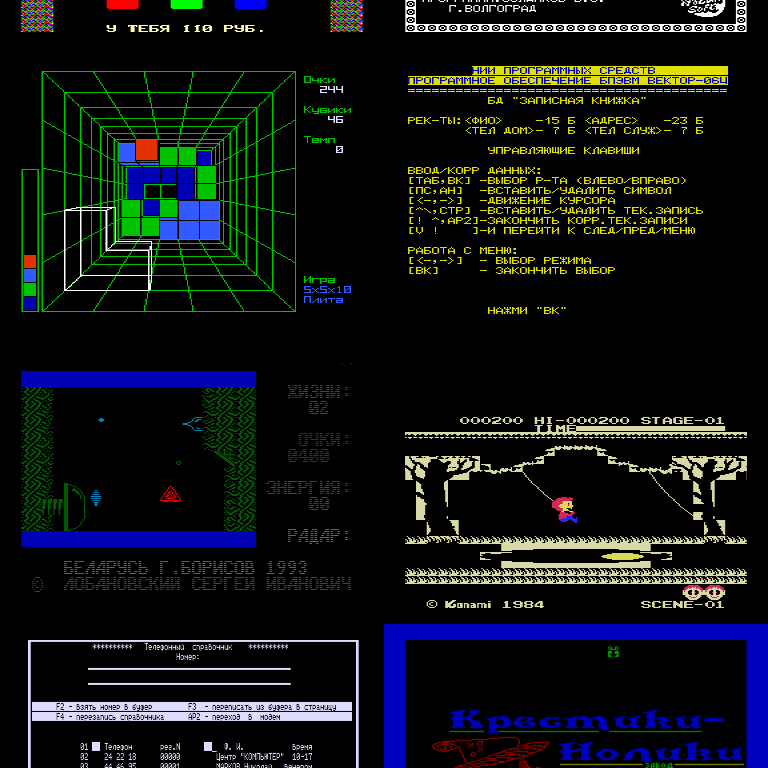 У ТЕБЯ 110 РУБ.
Г.ВОЛГОГРАД
Очки
244
Кубики
46
Темп
0
Игра
5x5x10
Плита
НИИ ПРОГРАММНЫХ СРЕДСТВ
ПРОГРАММНОЕ ОБЕСПЕЧЕНИЕ БПЭВМ ВЕКТОР-06Ц
БД "ЗАПИСНАЯ КНИЖКА"
РЕК-ТЫ:<ФИО> -15 Б <АДРЕС> -23 Б
<ТЕЛ ДОМ>- 7 Б <ТЕЛ СЛУЖ>- 7 Б
УПРАВЛЯЮЩИЕ КЛАВИШИ
ВВОД/КОРР ДАННЫХ:
[ТАБ,ВК] -ВЫБОР Р-ТА (ВЛЕВО/ВПРАВО)
[ПС,АН] -ВСТАВИТЬ/УДАЛИТЬ СИМВОЛ
[<-,->] -ДВИЖЕНИЕ КУРСОРА
[^\,СТР] -ВСТАВИТЬ/УДАЛИТЬ ТЕК.ЗАПИСЬ
[! ^,АР2]-ЗАКОНЧИТЬ КОРР.ТЕК.ЗАПИСИ
[V ! ]-И ПЕРЕЙТИ К СЛЕД/ПРЕД/МЕНЮ
РАБОТА С МЕНЮ:
[<-,->] - ВЫБОР РЕЖИМА
[ВК] - ЗАКОНЧИТЬ ВЫБОР
НАЖМИ "ВК"
ЖИЗНИ:
02
ОЧКИ:
0400
ЭНЕРГИЯ:
00
РАДАР:
БЕЛАРУСЬ Г.БОРИСОВ 1993
© ЛОБАНОВСКИЙ СЕРГЕЙ ИВАНОВИЧ
000200 HI-000200 STAGE-01
TIME
© Konami 1984 SCENE-01
********** Телефонный справочник **********
Номер:
F2 - взять номер в буфер F3 - переписать из буфера в страницу
F4 - перезапись справочника АР2 - переход в модем
01 Телефон рег.N Ф. И. Время
02 24 22 18 00000 Центр "КОМПЬЮТЕР" 10-17
03 44 46 95 00001 МАРКОВ Николай Вечером
Крестики-
Нолики
ЗАВОД